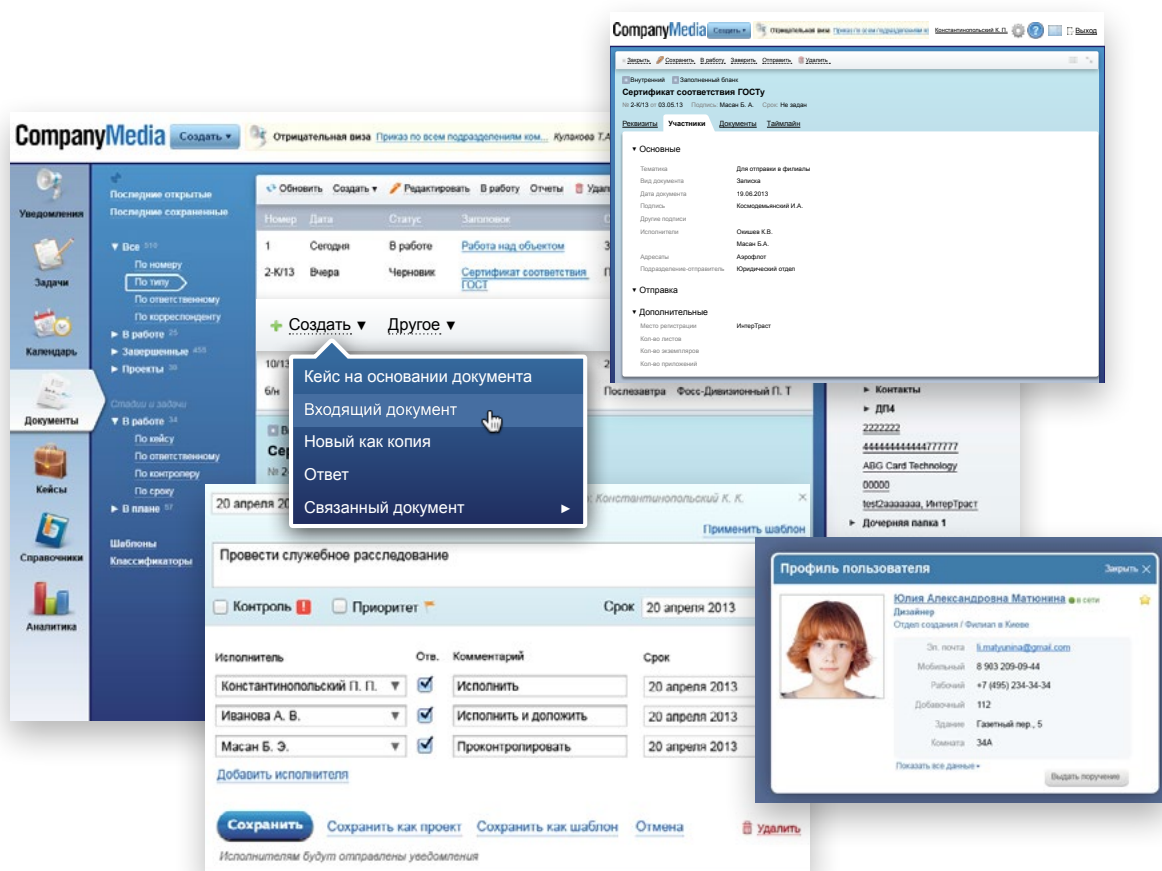 CompanyMedia Создать Отрицательная виза Приказ по всем подразделениям Константинопольский К. П. Выход
Закрыть Сохранить В работу Заверить Отправить Удалить
Внутренний Заполненный бланк
Сертификат соответствия ГОСТу
№ 2-К/13 от 03.05.13 Подпись: Масан Б. А. Срок: Не задан
Реквизиты Участники Документы Таймлайн
Основные
Тематика Для отправки в филиалы
Вид документа Записка
Дата документа 19.06.2013
Подпись Космодемьянский И.А.
Другие подписи
Исполнители Окишев К.В.
Масан Б.А.
Адресаты Аэрофлот
Подразделение-отправитель Юридический отдел
Отправка
Дополнительные
Место регистрации ИнтерТраст
Кол-во листов
Кол-во экземпляров
Кол-во приложений
CompanyMedia Создать Отрицательная виза Приказ по всем подразделениям ком... Кулакова Т.А
Уведомления
Задачи
Календарь
Документы
Кейсы
Справочники
Аналитика
Последние открытые
Последние сохраненные
Все 510
По номеру
По типу
По ответственному
По корреспонденту
В работе 25
Завершенные 455
Проекты 30
Стадии и задачи
В работе 34
По кейсу
По ответственному
По контролеру
По сроку
В плане 57
Шаблоны
Классификаторы
Обновить Создать Редактировать В работу Отчеты Удал
Номер Дата Статус Заголовок
1 Сегодня В работе Работа над объектом
2-К/13 Вчера Черновик Сертификат соответствия
ГОСТ
+ Создать Другое
10/13
б/н Послезавтра Фосс-Дивизионный П. Т
Кейс на основании документа
Входящий документ
Новый как копия
Ответ
Связанный документ
Контакты
ДП4
2222222
44444444444777777
ABG Card Technology
00000
test2aaaaaaa, ИнтерТраст
Дочерняя папка 1
20 апреля 20 Константинопольский К. К.
Применить шаблон
Провести служебное расследование
Контроль Приоритет Срок 20 апреля 2013
Исполнитель Отв. Комментарий Срок
Константинопольский П. П. Исполнить 20 апреля 2013
Иванова А. В. Исполнить и доложить 20 апреля 2013
Масан Б. Э. Проконтролировать 20 апреля 2013
Добавить исполнителя
Сохранить Сохранить как проект Сохранить как шаблон Отмена Удалить
Исполнителям будут отправлены уведомления
Профиль пользователя Закрыть
Юлия Александровна Матюнина в сети
Дизайнер
Отдел создания / Филиал в Киеве
Эл. почта li.matyunina@gmail.com
Мобильный 8 903 209-09-44
Рабочий +7 (495) 234-34-34
Добавочный 112
Здание Газетный пер., 5
Комната 34А
Показать все данные
Выдать поручение